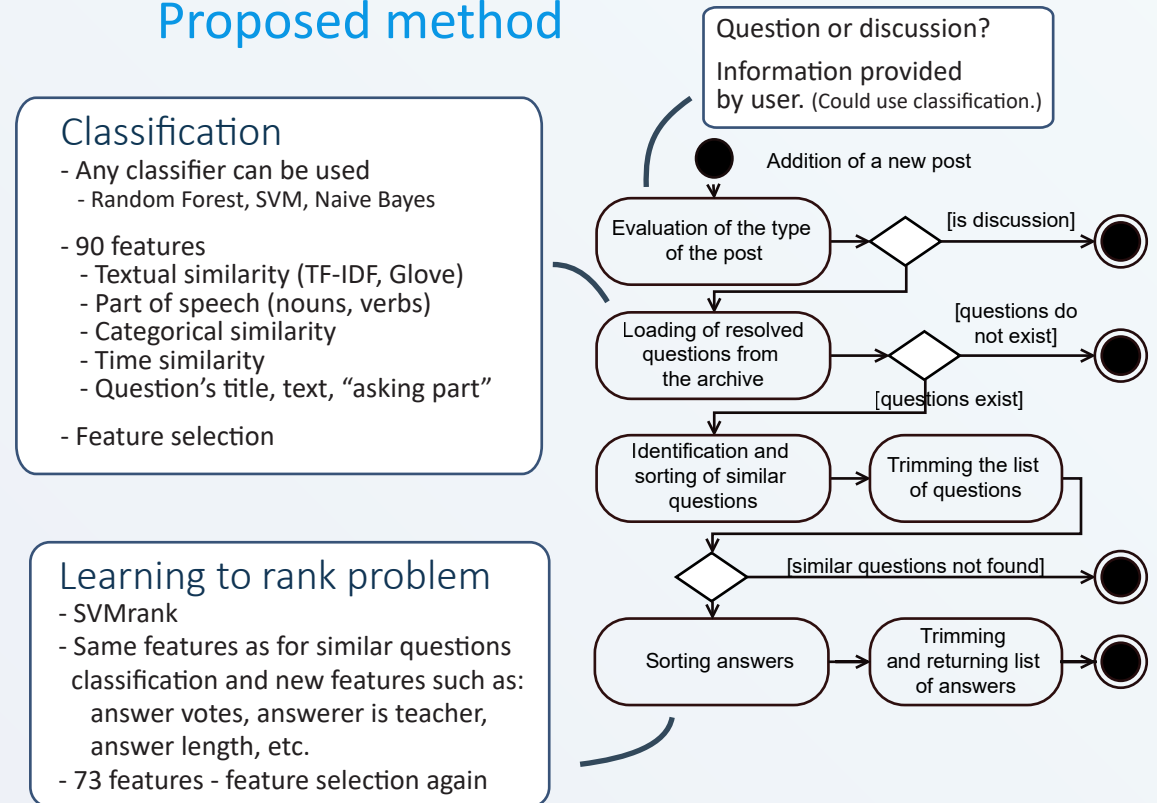 Proposed method
Question or discussion?
Information provided
by user. (Could use classification.)
Classification
- Any classifier can be used
- Random Forest, SVM, Naive Bayes
- 90 features
- Textual similarity (TF-IDF, Glove)
- Part of speech (nouns, verbs)
- Categorical similarity
- Time similarity
- Question’s title, text, “asking part”
- Feature selection
Learning to rank problem
- SVMrank
- Same features as for similar questions
classification and new features such as:
answer votes, answerer is teacher,
answer length, etc.
- 73 features - feature selection again
Addition of a new post
Evaluation of the type
of the post
[is discussion]
Loading of resolved
questions from
the archive
[questions do
not exist]
[questions exist]
Identification and
sorting of similar
questions
Trimming the list
of questions
[similar questions not found]
Sorting answers
Trimming
and returning list
of answers